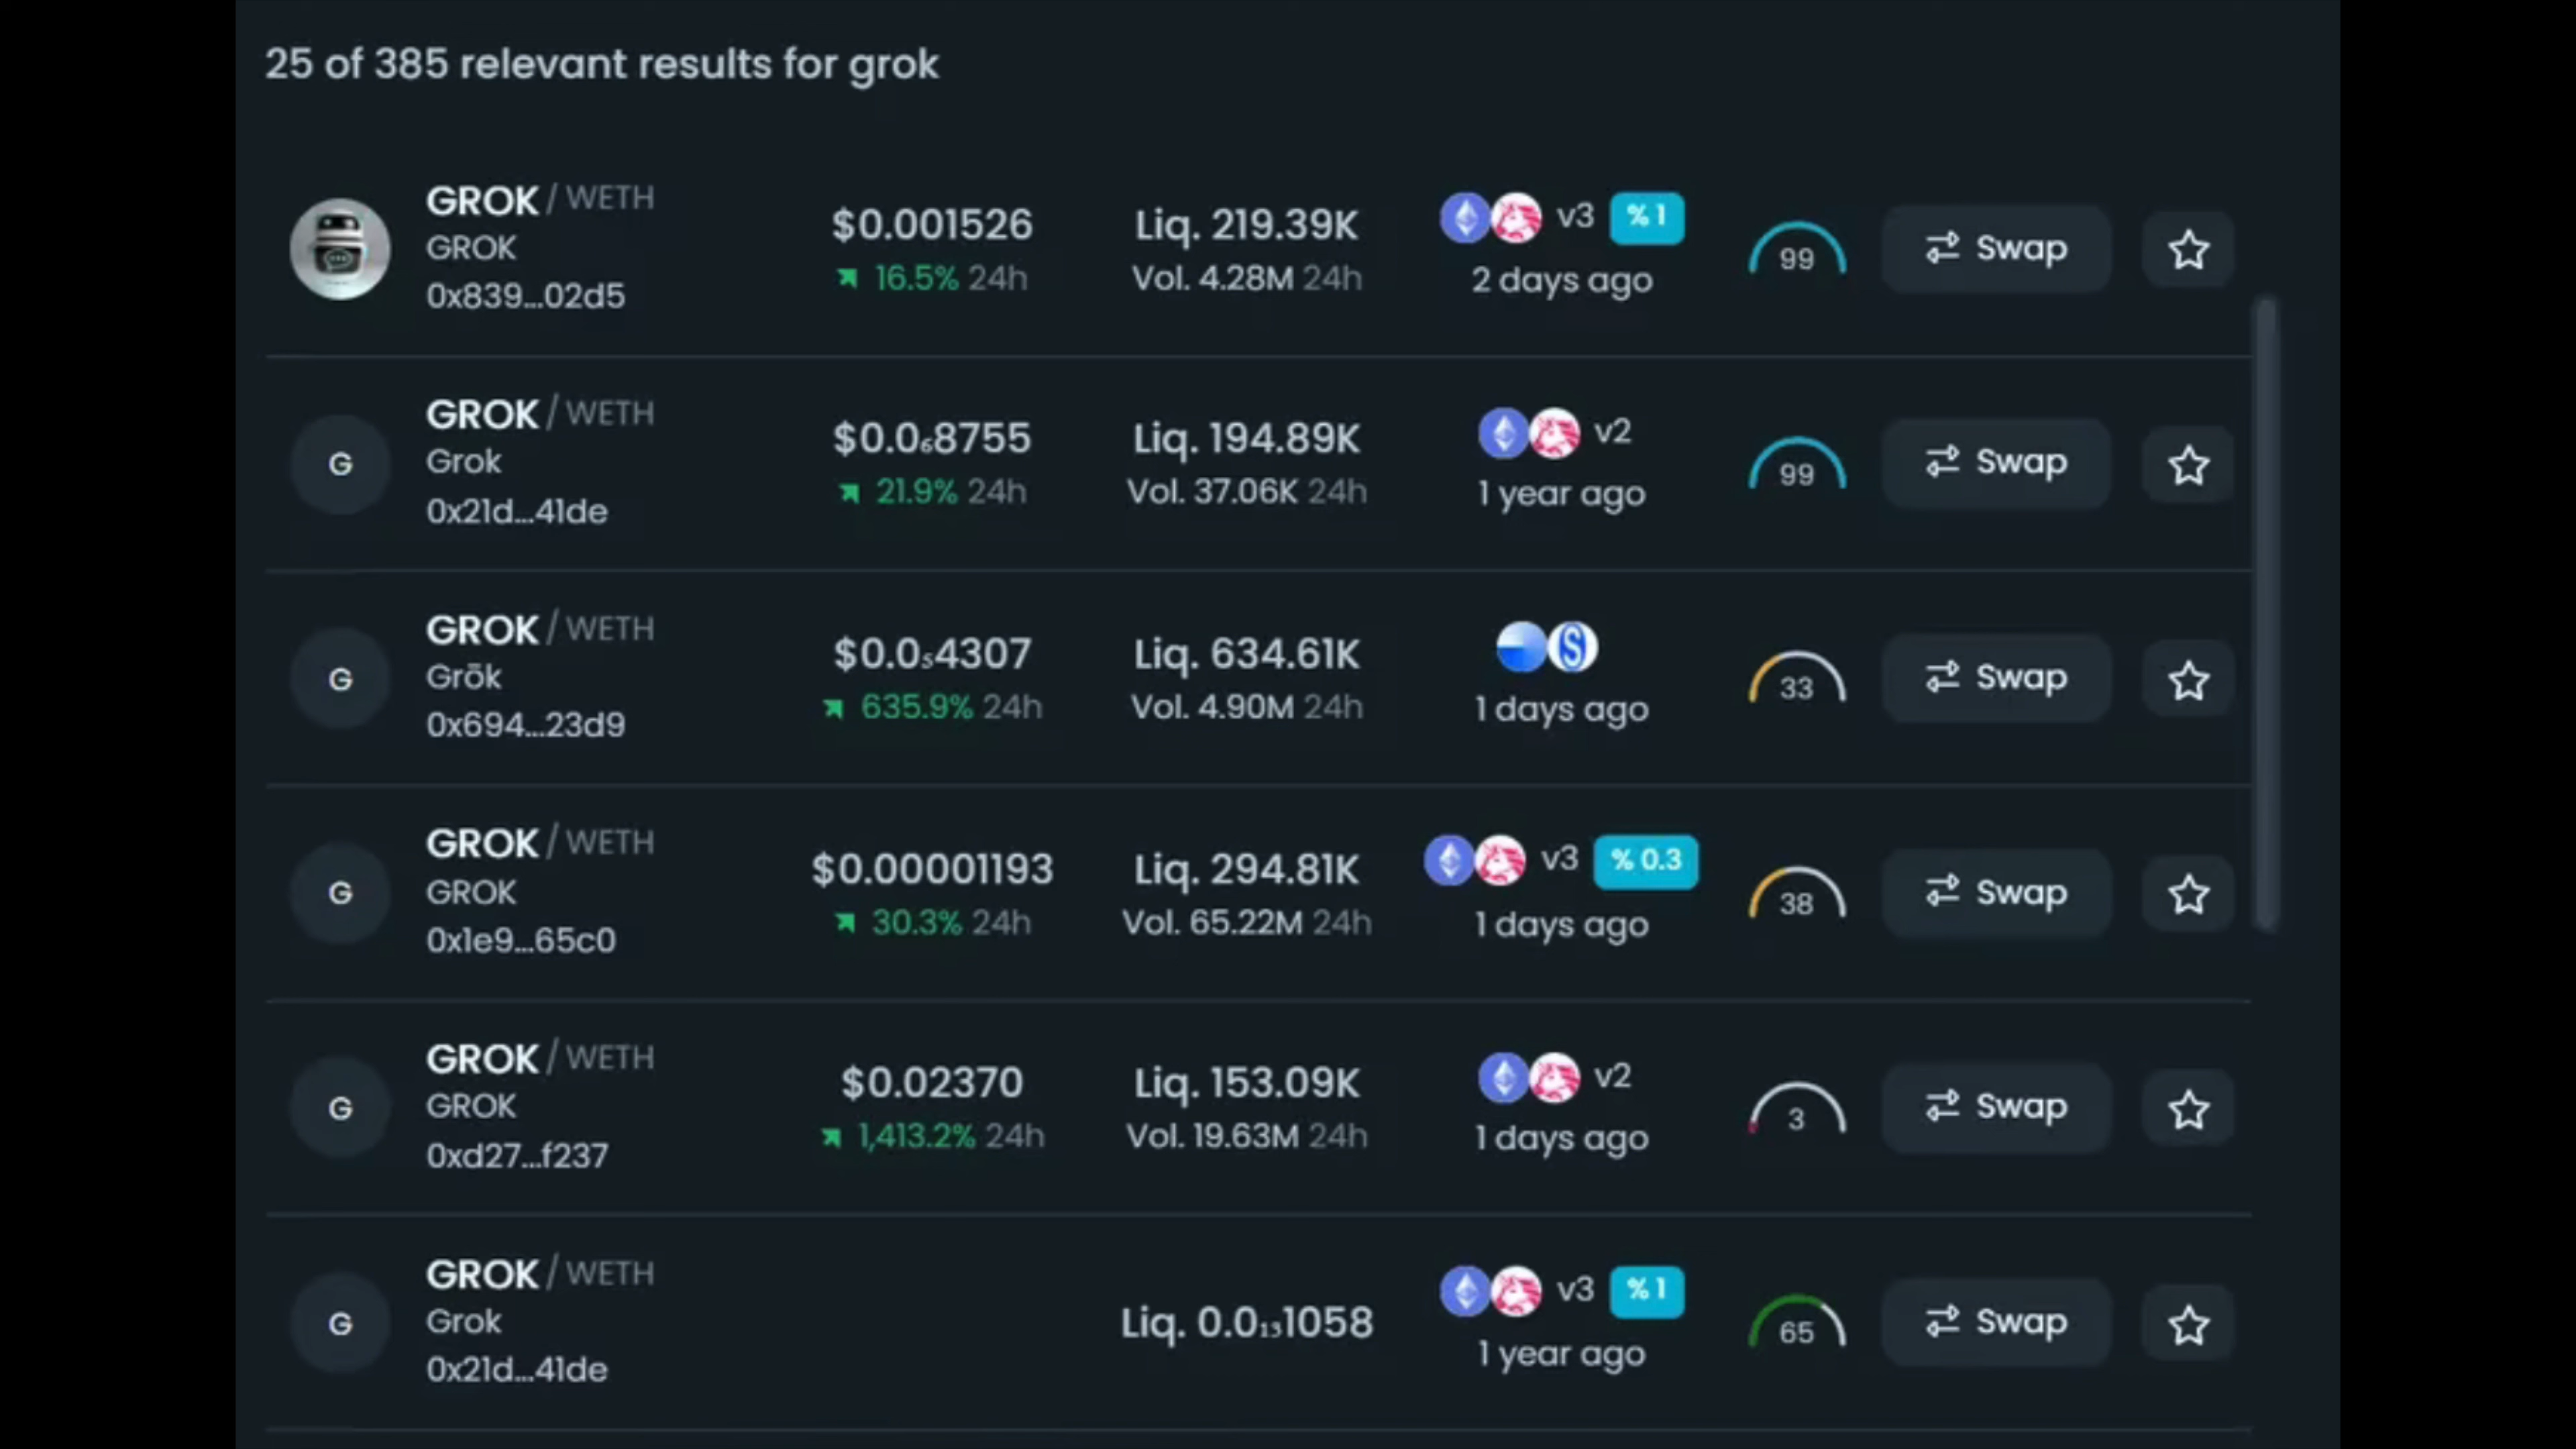 25 of 385 relevant results for grok
GROK / WETH
GROK
0x839...02d5
$0.001526
16.5% 24h
Liq. 219.39K
Vol. 4.28M 24h
v3 % 1
2 days ago
99
Swap
G
GROK / WETH
Grok
0x21d...41de
$0.0₆8755
21.9% 24h
Liq. 194.89K
Vol. 37.06K 24h
v2
1 year ago
99
Swap
G
GROK / WETH
Grōk
0x694...23d9
$0.0₅4307
635.9% 24h
Liq. 634.61K
Vol. 4.90M 24h
S
1 days ago
33
Swap
G
GROK / WETH
GROK
0x1e9...65c0
$0.00001193
30.3% 24h
Liq. 294.81K
Vol. 65.22M 24h
v3 % 0.3
1 days ago
38
Swap
G
GROK / WETH
GROK
0xd27...f237
$0.02370
1,413.2% 24h
Liq. 153.09K
Vol. 19.63M 24h
v2
1 days ago
3
Swap
G
GROK / WETH
Grok
0x21d...41de
Liq. 0.0₁₃1058
v3 % 1
1 year ago
65
Swap